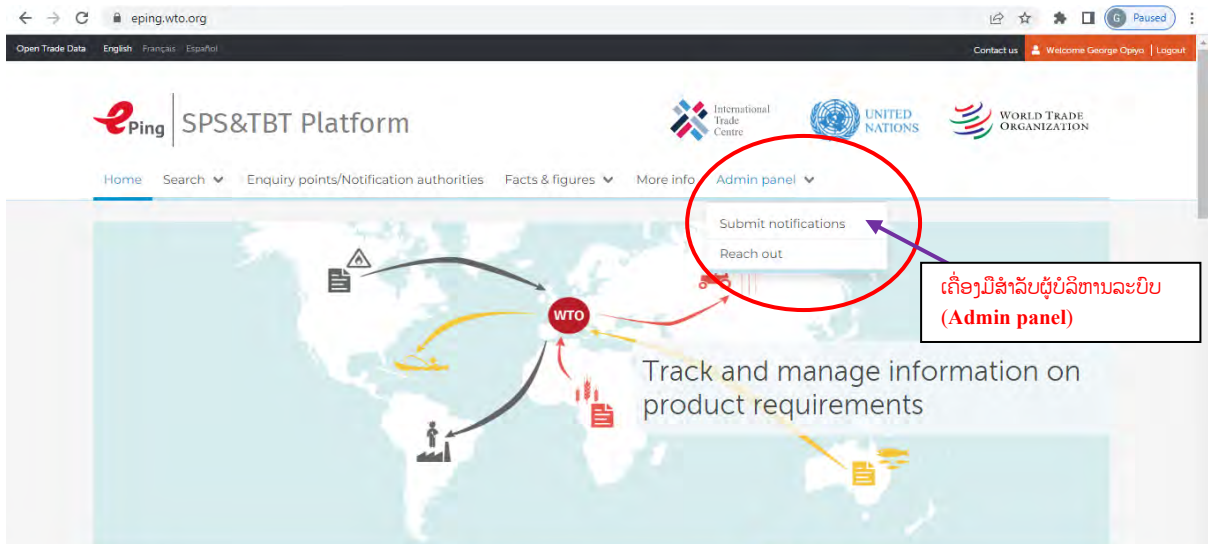 eping.wto.org
G
Paused
Open Trade Data English Français Español
Contact us Welcome George Opiyo | Logout
ePing SPS&TBT Platform
International
Trade
Centre
UNITED
NATIONS
WORLD TRADE
ORGANIZATION
Home Search Enquiry points/Notification authorities Facts & figures More info Admin panel
Submit notifications
Reach out
ເຄື່ອງມືສຳລັບຜູ້ບໍລິຫານລະບົບ
(Admin panel)
WTO
Track and manage information on
product requirements